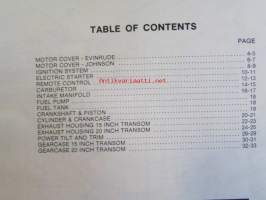 TABLE OF CONTENTS
PAGE
MOTOR COVER - EVINRUDE 4-5
MOTOR COVER - JOHNSON 6-7
IGNITION SYSTEM 8-9
ELECTRIC STARTER 10-11
REMOTE CONTROL 12-13
CARBURETOR 14-15
INTAKE MANIFOLD 16-17
FUEL PUMP 18
FUEL TANK 18
CRANKSHAFT & PISTON 19
CYLINDER & CRANKCASE 20-21
EXHAUST HOUSING 15 INCH TRANSOM 22-23
EXHAUST HOUSING 20 INCH TRANSOM 24-25
POWER TILT AND TRIM 26-29
GEARCASE 15 INCH TRANSOM 30-31
GEARCASE 20 INCH TRANSOM 32-33